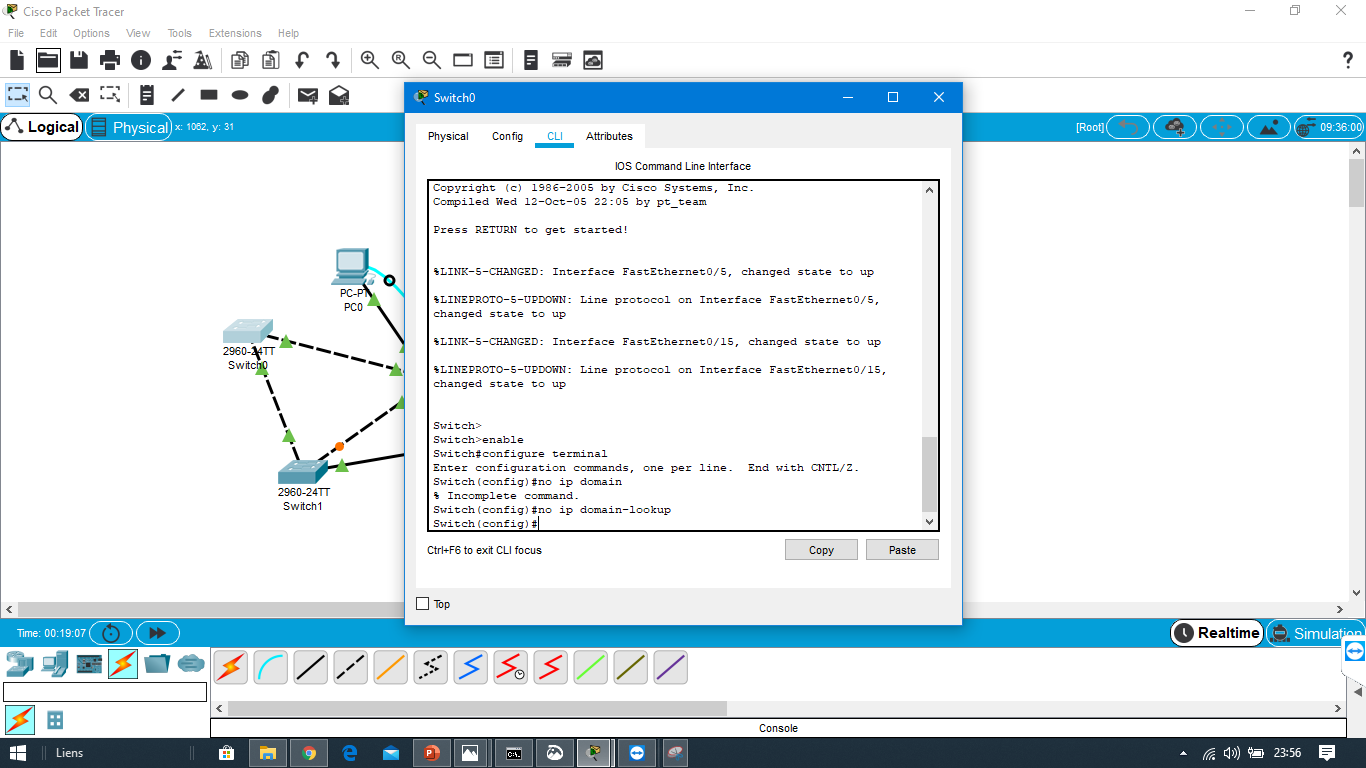 Cisco Packet Tracer
File Edit Options View Tools Extensions Help
Logical
Physical
x: 1062, y: 31
[Root]
09:36:00
PC-PT
PC0
2960-24TT
Switch0
2960-24TT
Switch1
Switch0
Physical Config CLI Attributes
IOS Command Line Interface
Copyright (c) 1986-2005 by Cisco Systems, Inc.
Compiled Wed 12-Oct-05 22:05 by pt_team
Press RETURN to get started!
%LINK-5-CHANGED: Interface FastEthernet0/5, changed state to up
%LINEPROTO-5-UPDOWN: Line protocol on Interface FastEthernet0/5,
changed state to up
%LINK-5-CHANGED: Interface FastEthernet0/15, changed state to up
%LINEPROTO-5-UPDOWN: Line protocol on Interface FastEthernet0/15,
changed state to up
Switch>
Switch>enable
Switch#configure terminal
Enter configuration commands, one per line.  End with CNTL/Z.
Switch(config)#no ip domain
% Incomplete command.
Switch(config)#no ip domain-lookup
Switch(config)#
Ctrl+F6 to exit CLI focus
Copy
Paste
Top
Time: 00:19:07
Realtime
Simulation
Console
Liens
23:56